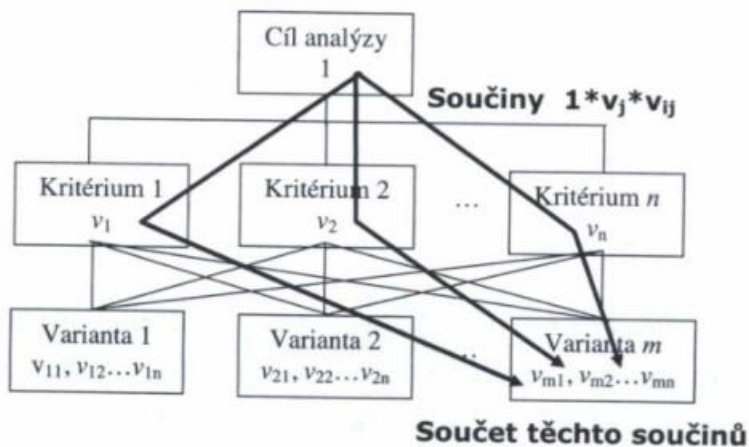 Cíl analýzy
1
Součiny 1*vj*vij
Kritérium 1
v1
Kritérium 2
v2
...
Kritérium n
vn
Varianta 1
v11, v12...v1n
Varianta 2
v21, v22...v2n
..
Varianta m
vm1, vm2...vmn
Součet těchto součinů